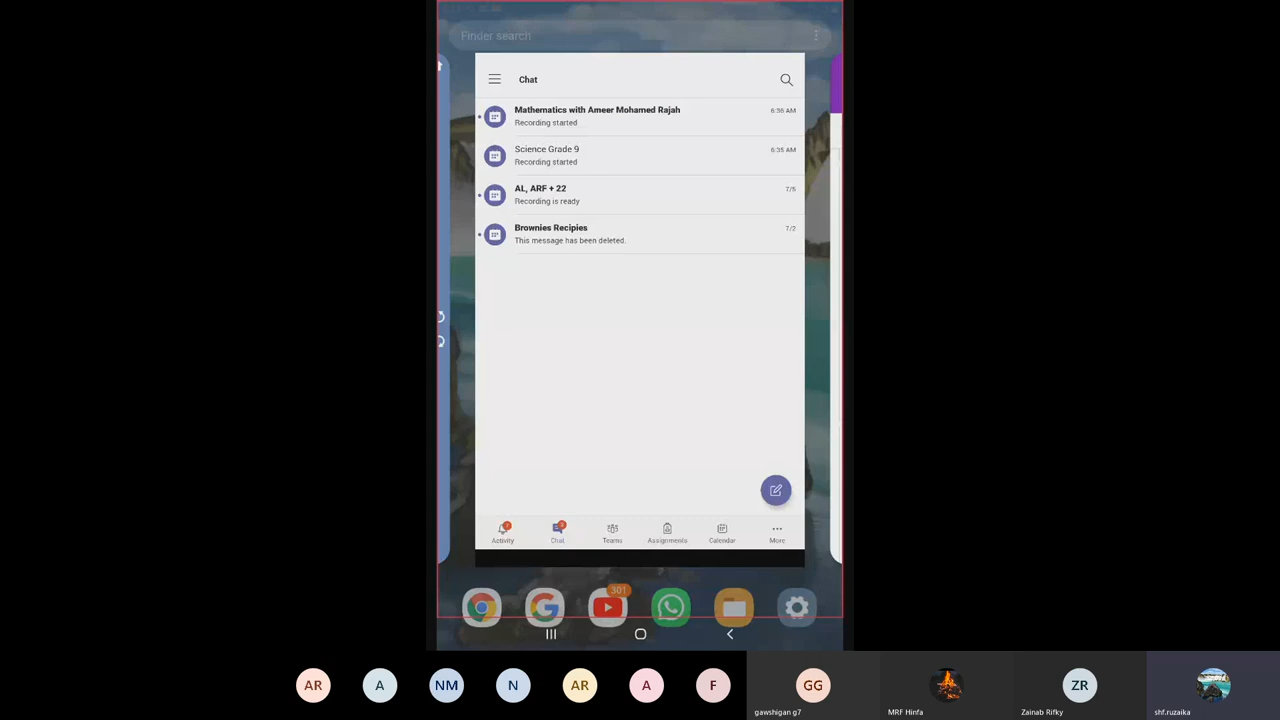 Finder search
Chat
Mathematics with Ameer Mohamed Rajah
6:36 AM
Recording started
Science Grade 9
6:35 AM
Recording started
AL, ARF + 22
7/5
Recording is ready
Brownies Recipies
7/2
This message has been deleted.
Activity
Chat
Teams
Assignments
Calendar
More
301
AR
A
NM
N
AR
A
F
GG
ZR
gawshigan g7
MRF Hinfa
Zainab Rifky
shf.ruzaika